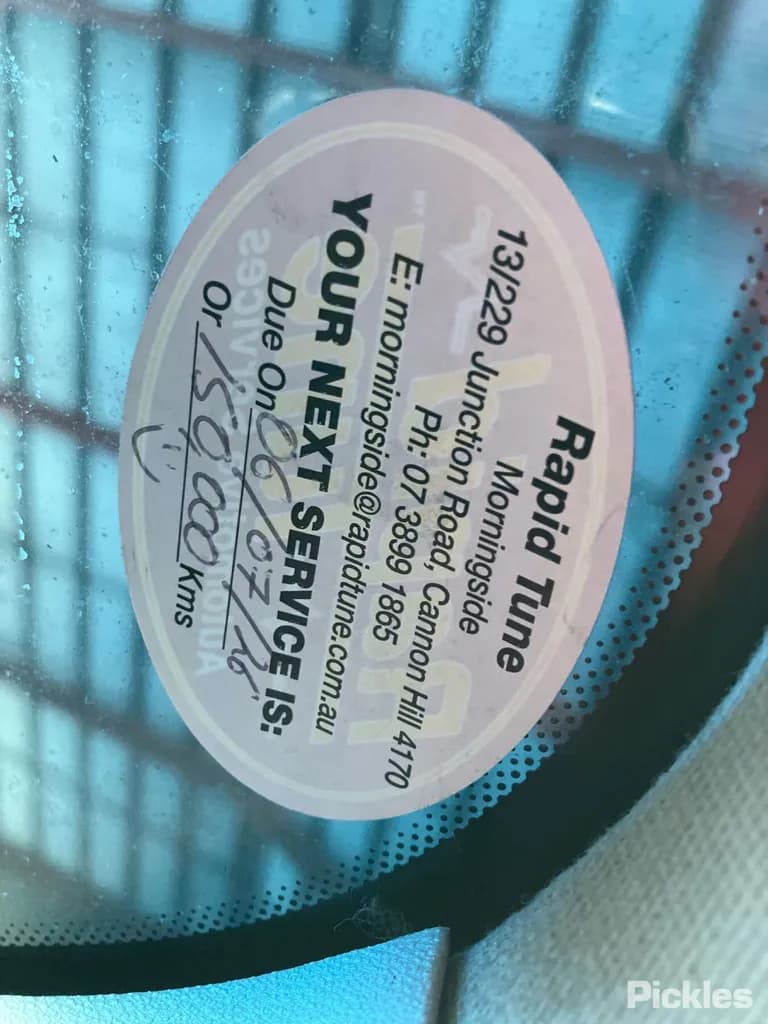 Rapid Tune
Morningside
13/229 Junction Road, Cannon Hill 4170
Ph: 07 3899 1865
E: morningside@rapidtune.com.au
YOUR NEXT SERVICE IS:
Due On 06/07/26
Or 150,000 Kms
Pickles